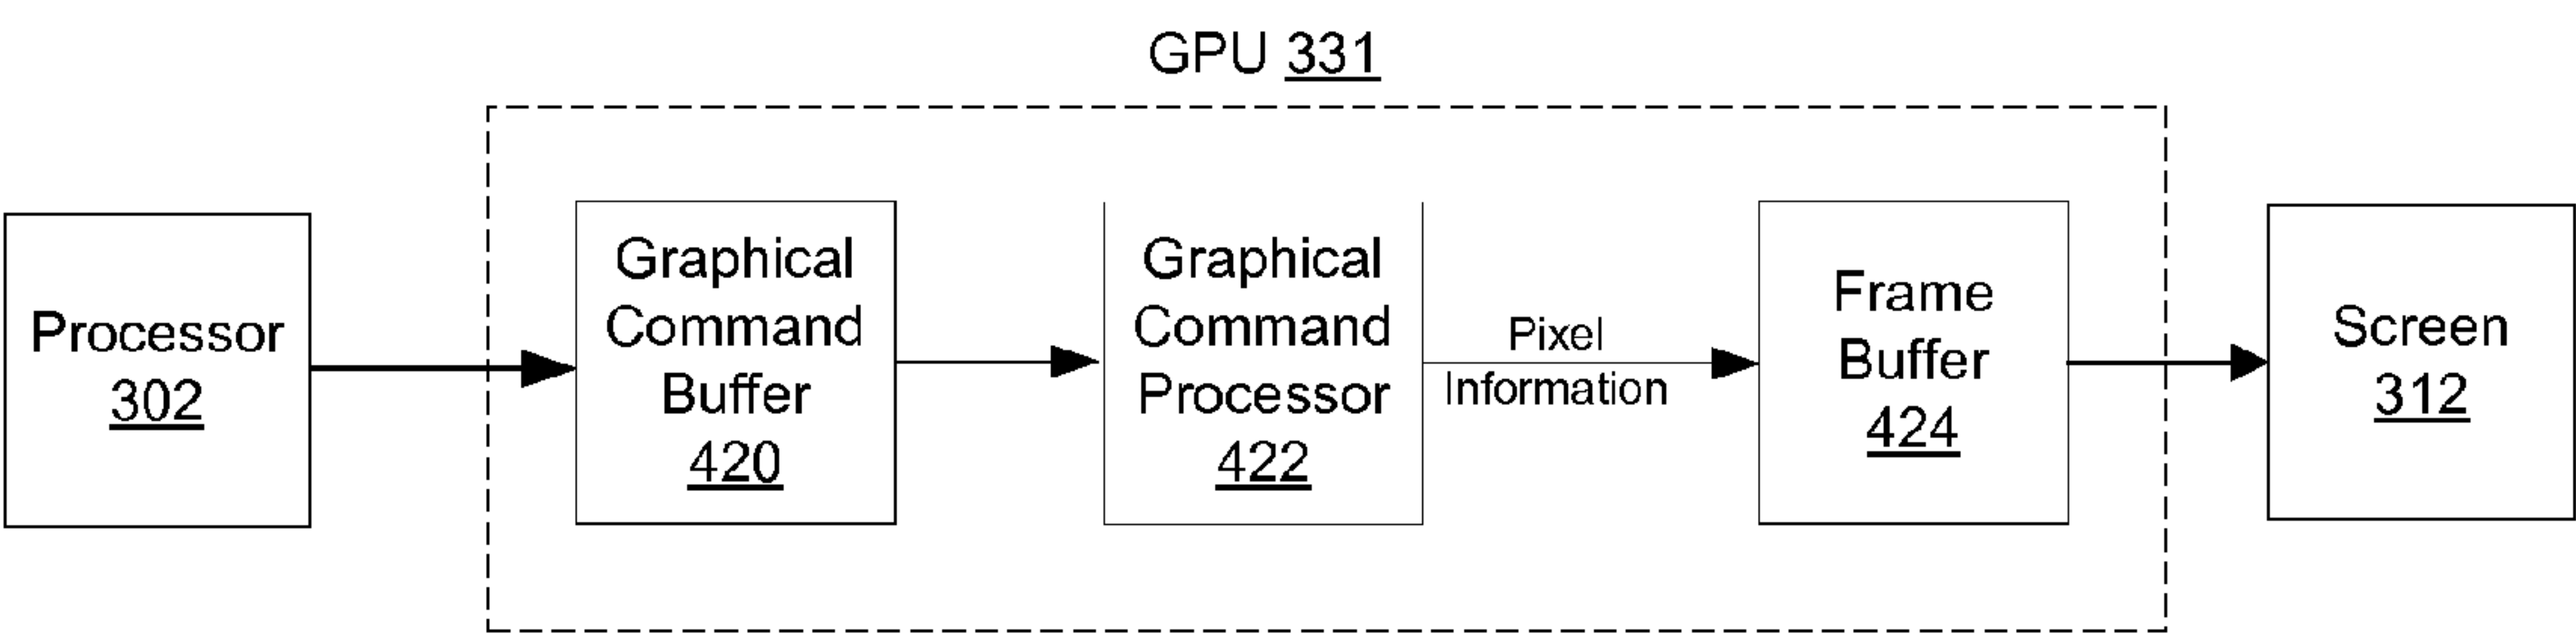 GPU 331
Processor
302
Graphical
Command
Buffer
420
Graphical
Command
Processor
422
Pixel
Information
Frame
Buffer
424
Screen
312